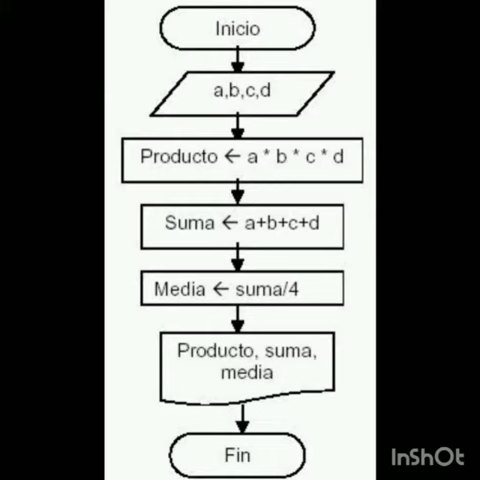 Inicio
a,b,c,d
Producto ← a * b * c * d
Suma ← a+b+c+d
Media ← suma/4
Producto, suma,
media
Fin
InShOt